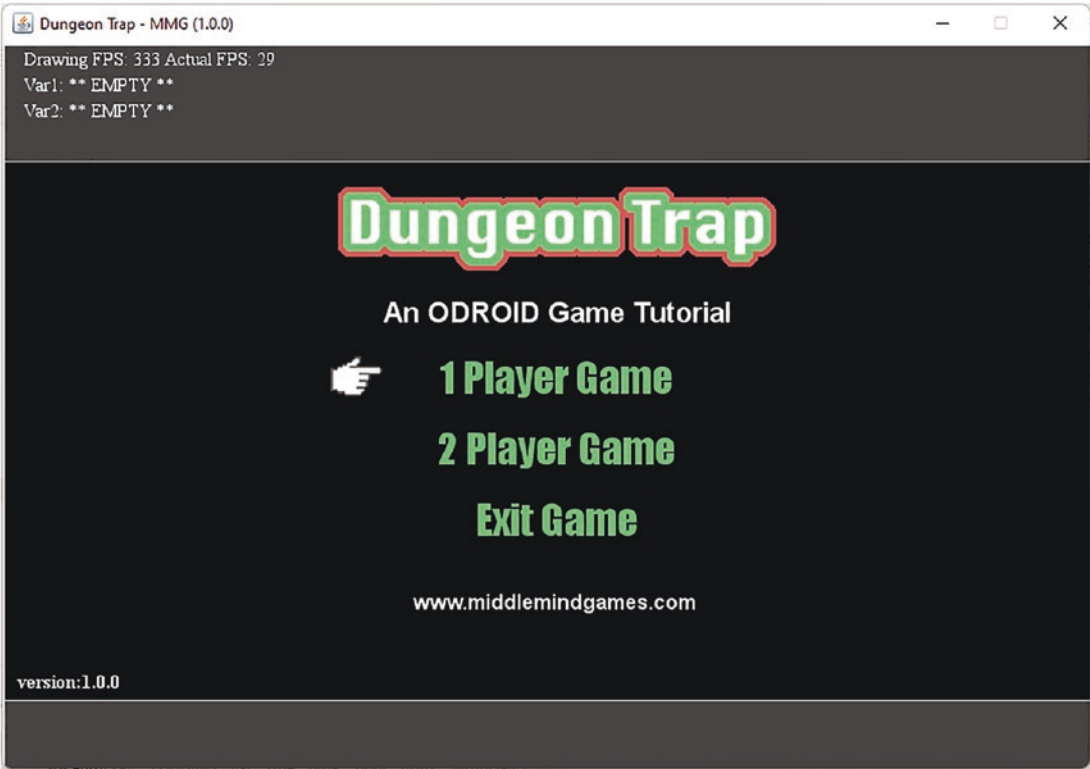 Dungeon Trap - MMG (1.0.0)
Drawing FPS: 333 Actual FPS: 29
Var1: ** EMPTY **
Var2: ** EMPTY **
Dungeon Trap
An ODROID Game Tutorial
1 Player Game
2 Player Game
Exit Game
www.middlemindgames.com
version:1.0.0